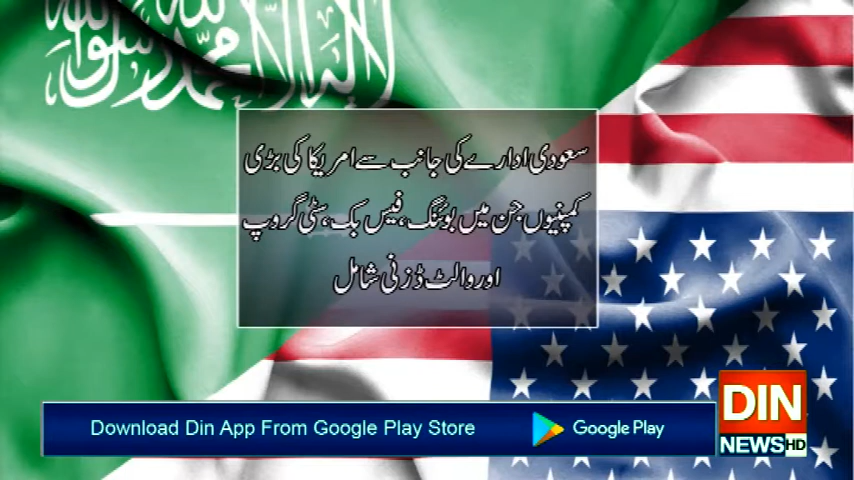 لا إله إلا الله محمد رسول الله
سعودی ادارے کی جانب سے امریکا کی بڑی
کمپنیوں جن میں بوئنگ، فیس بک، سٹی گروپ
اور والٹ ڈزنی شامل
Download Din App From Google Play Store
Google Play
DIN
NEWS HD